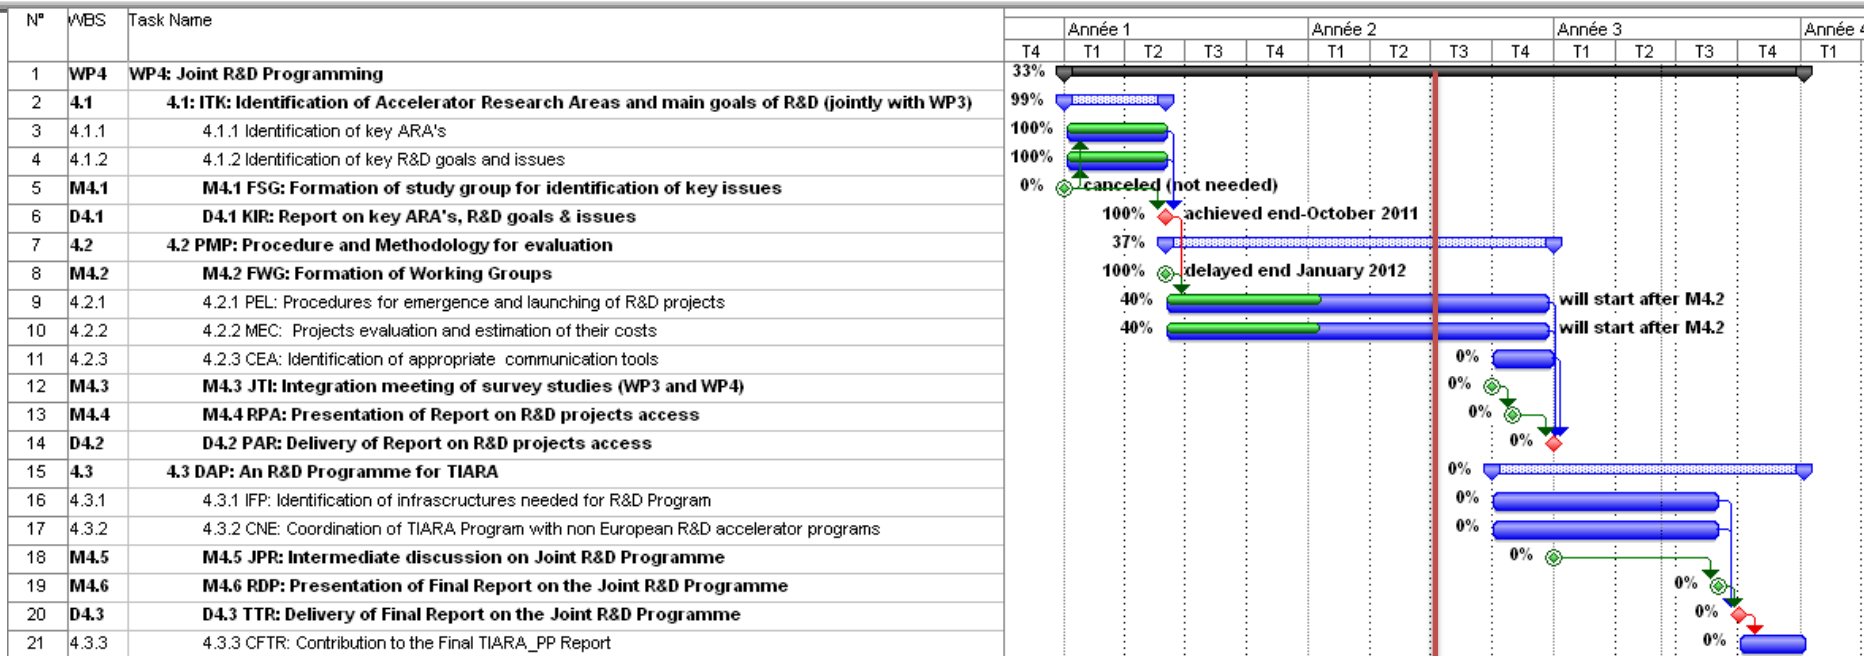 N° WBS Task Name
Année 1 Année 2 Année 3 Année 4
T4 T1 T2 T3 T4 T1 T2 T3 T4 T1 T2 T3 T4 T1
1 WP4 WP4: Joint R&D Programming 33%
2 4.1 4.1: ITK: Identification of Accelerator Research Areas and main goals of R&D (jointly with WP3) 99%
3 4.1.1 4.1.1 Identification of key ARA's 100%
4 4.1.2 4.1.2 Identification of key R&D goals and issues 100%
5 M4.1 M4.1 FSG: Formation of study group for identification of key issues 0% canceled (not needed)
6 D4.1 D4.1 KIR: Report on key ARA's, R&D goals & issues 100% achieved end-October 2011
7 4.2 4.2 PMP: Procedure and Methodology for evaluation 37%
8 M4.2 M4.2 FWG: Formation of Working Groups 100% delayed end January 2012
9 4.2.1 4.2.1 PEL: Procedures for emergence and launching of R&D projects 40% will start after M4.2
10 4.2.2 4.2.2 MEC: Projects evaluation and estimation of their costs 40% will start after M4.2
11 4.2.3 4.2.3 CEA: Identification of appropriate communication tools 0%
12 M4.3 M4.3 JTI: Integration meeting of survey studies (WP3 and WP4) 0%
13 M4.4 M4.4 RPA: Presentation of Report on R&D projects access 0%
14 D4.2 D4.2 PAR: Delivery of Report on R&D projects access 0%
15 4.3 4.3 DAP: An R&D Programme for TIARA 0%
16 4.3.1 4.3.1 IFP: Identification of infrascructures needed for R&D Program 0%
17 4.3.2 4.3.2 CNE: Coordination of TIARA Program with non European R&D accelerator programs 0%
18 M4.5 M4.5 JPR: Intermediate discussion on Joint R&D Programme 0%
19 M4.6 M4.6 RDP: Presentation of Final Report on the Joint R&D Programme 0%
20 D4.3 D4.3 TTR: Delivery of Final Report on the Joint R&D Programme 0%
21 4.3.3 4.3.3 CFTR: Contribution to the Final TIARA_PP Report 0%